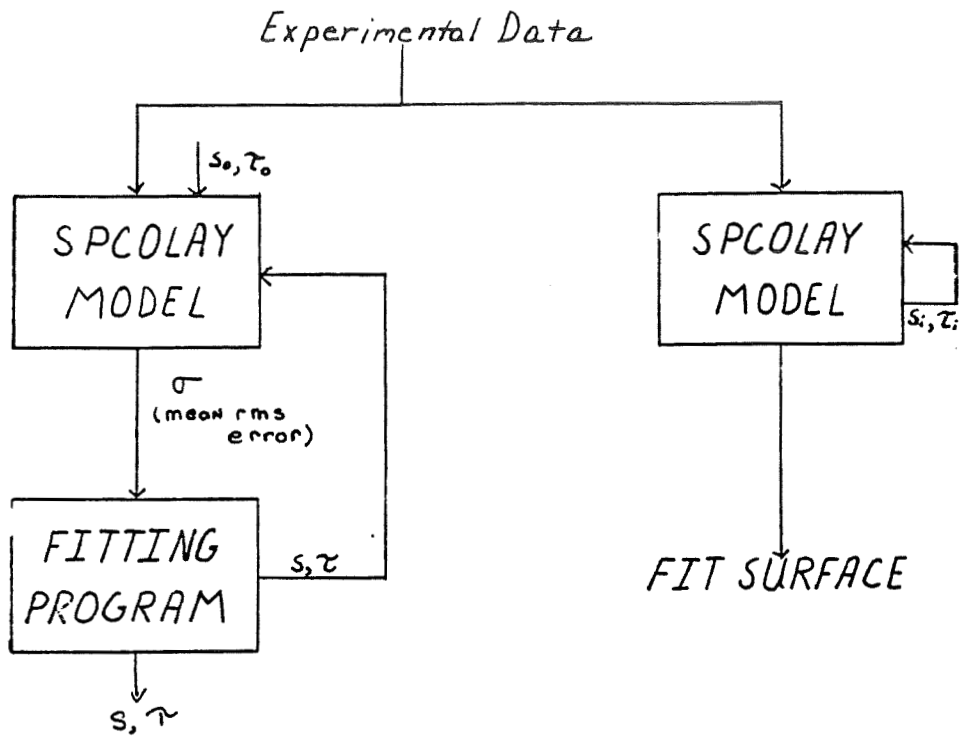 Experimental Data
s₀, τ₀
SPCOLAY
MODEL
σ
(mean rms
error)
FITTING
PROGRAM
s, τ
s, τ
SPCOLAY
MODEL
sᵢ, τᵢ
FIT SURFACE